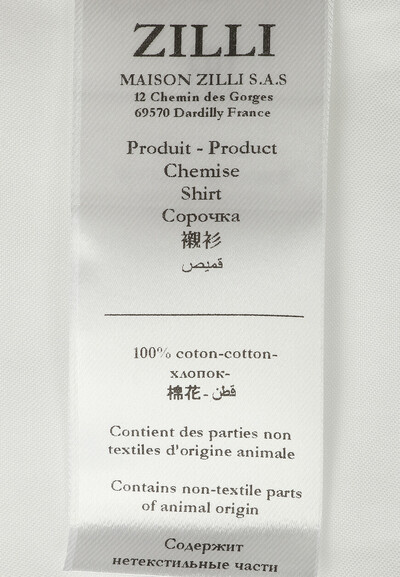 ZILLI
MAISON ZILLI S.A.S
12 Chemin des Gorges
69570 Dardilly France
Produit - Product
Chemise
Shirt
Сорочка
襯衫
قميص
100% coton-cotton-
хлопок-
棉花 - قطن
Contient des parties non
textiles d'origine animale
Contains non-textile parts
of animal origin
Содержит
нетекстильные части